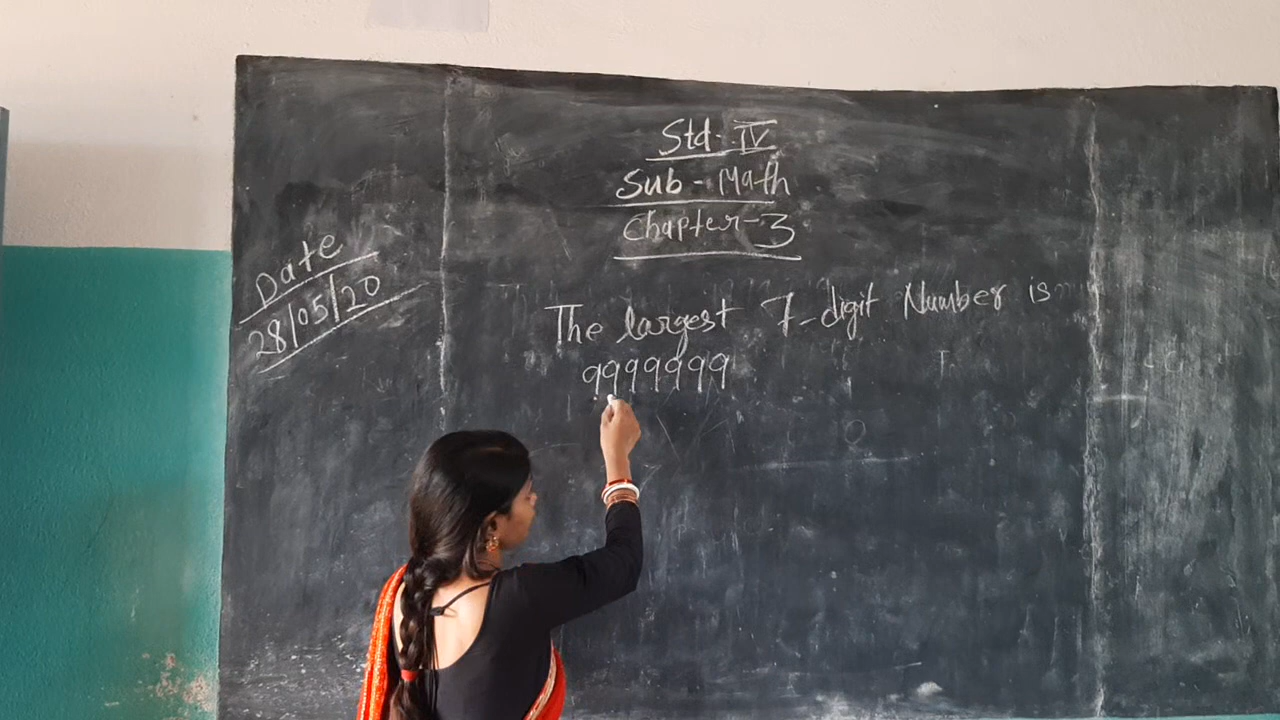 Std- IV
Sub - Math
Chapter-3
Date
28/05/20
The largest 7-digit Number is
9999999